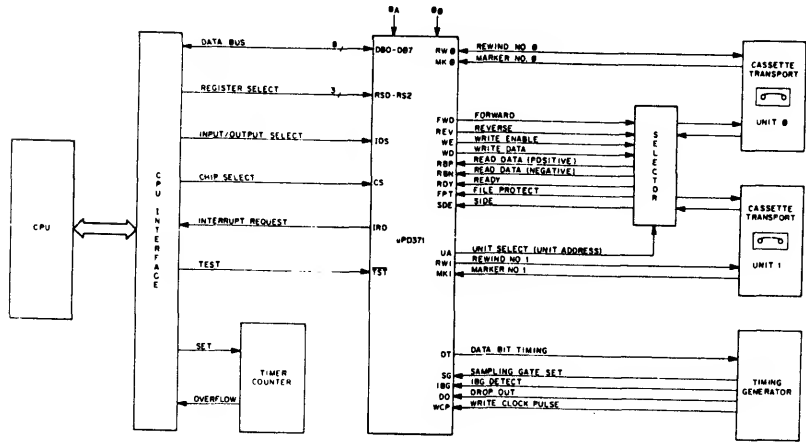 ØA ØB
DATA BUS 8 DB0-DB7
REGISTER SELECT 3 RS0-RS2
INPUT/OUTPUT SELECT IOS
CHIP SELECT CS
INTERRUPT REQUEST IRQ
TEST TST
SET
OVERFLOW
CPU
CPU INTERFACE
TIMER
COUNTER
µPD371
RWØ REWIND NO. Ø
MKØ MARKER NO. Ø
FWD FORWARD
REV REVERSE
WE WRITE ENABLE
WD WRITE DATA
RBP READ DATA (POSITIVE)
RBN READ DATA (NEGATIVE)
RDY READY
FPT FILE PROTECT
SDE SIDE
UA UNIT SELECT (UNIT ADDRESS)
RW1 REWIND NO 1
MK1 MARKER NO 1
DT DATA BIT TIMING
SG SAMPLING GATE SET
IBG IBG DETECT
DO DROP OUT
WCP WRITE CLOCK PULSE
SELECTOR
CASSETTE
TRANSPORT
UNIT Ø
CASSETTE
TRANSPORT
UNIT 1
TIMING
GENERATOR